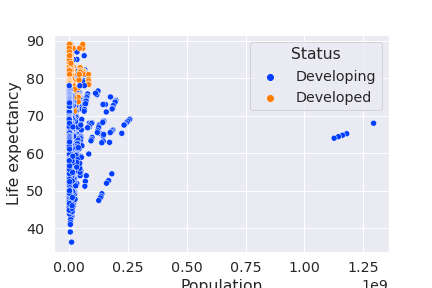 90
80
70
60
50
40
Life expectancy
Status
Developing
Developed
0.00
0.25
0.50
0.75
1.00
1.25
1e9
Population